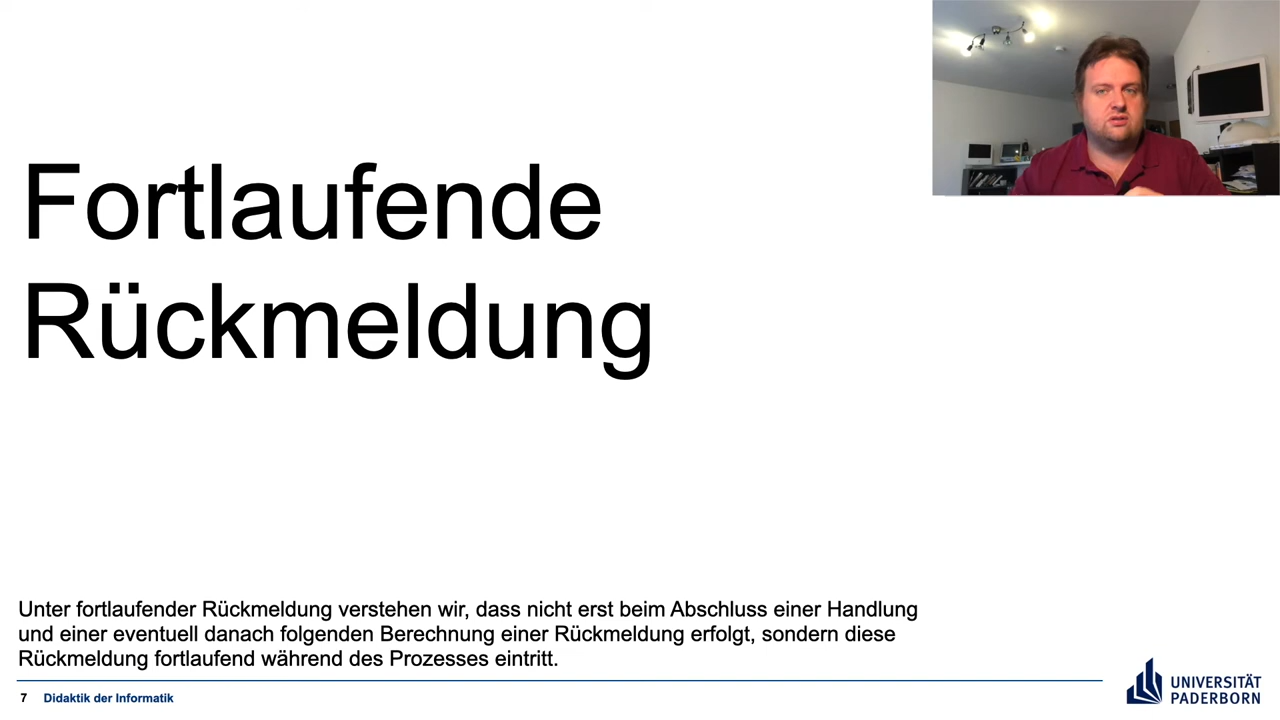 Fortlaufende
Rückmeldung
Unter fortlaufender Rückmeldung verstehen wir, dass nicht erst beim Abschluss einer Handlung
und einer eventuell danach folgenden Berechnung einer Rückmeldung erfolgt, sondern diese
Rückmeldung fortlaufend während des Prozesses eintritt.
7 Didaktik der Informatik
UNIVERSITÄT
PADERBORN